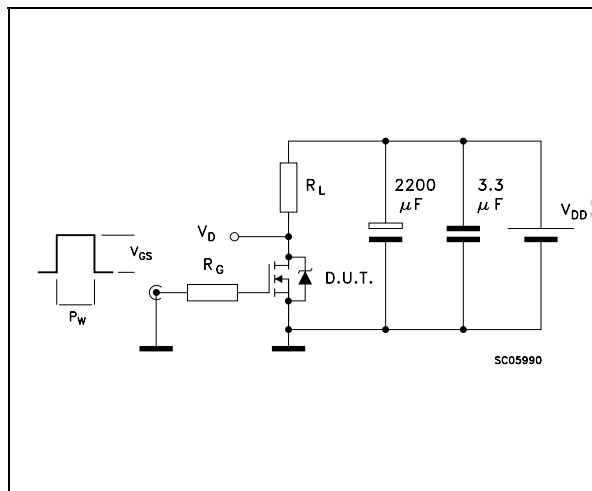 R_L
2200 μF
3.3 μF
V_DD
V_D
V_GS
R_G
D.U.T.
P_W
SC05990